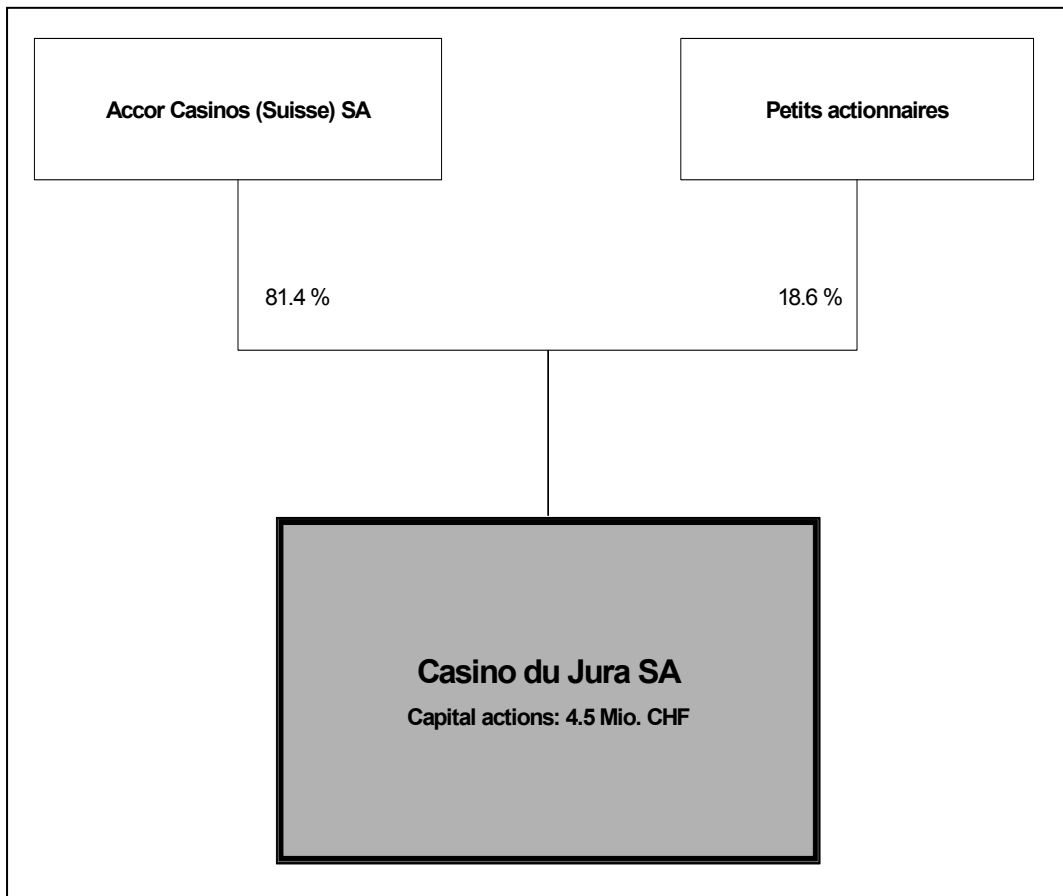 Accor Casinos (Suisse) SA
Petits actionnaires
81.4 %
18.6 %
Casino du Jura SA
Capital actions: 4.5 Mio. CHF